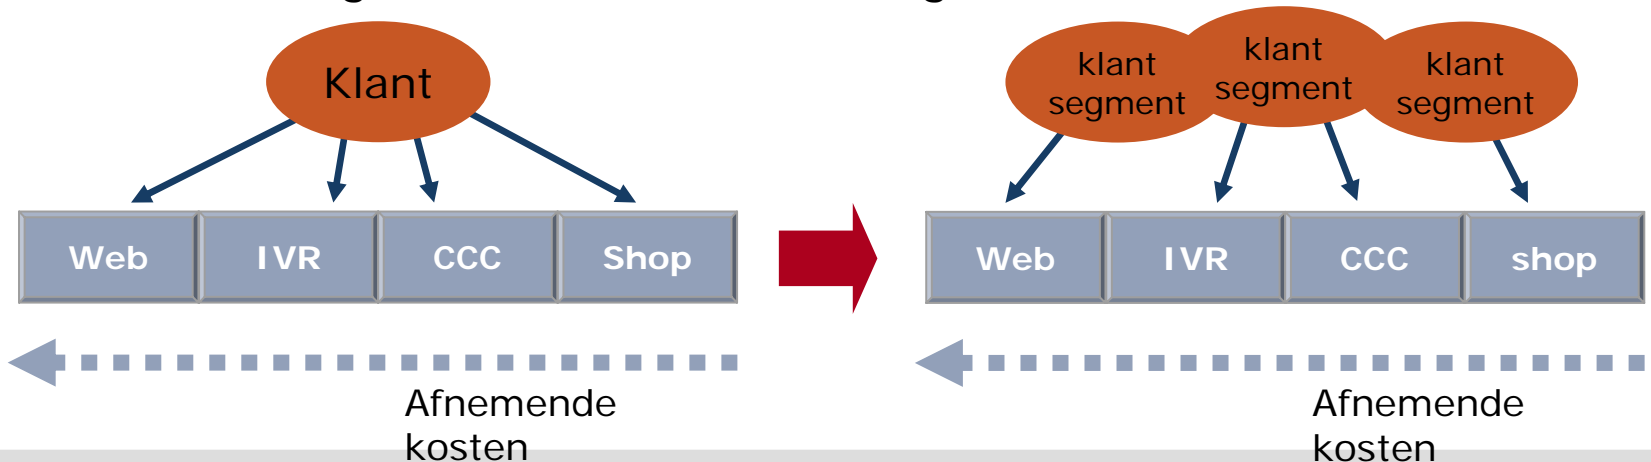 Klant
Web IVR CCC Shop
Afnemende
kosten
klant
segment
klant
segment
klant
segment
Web IVR CCC shop
Afnemende
kosten